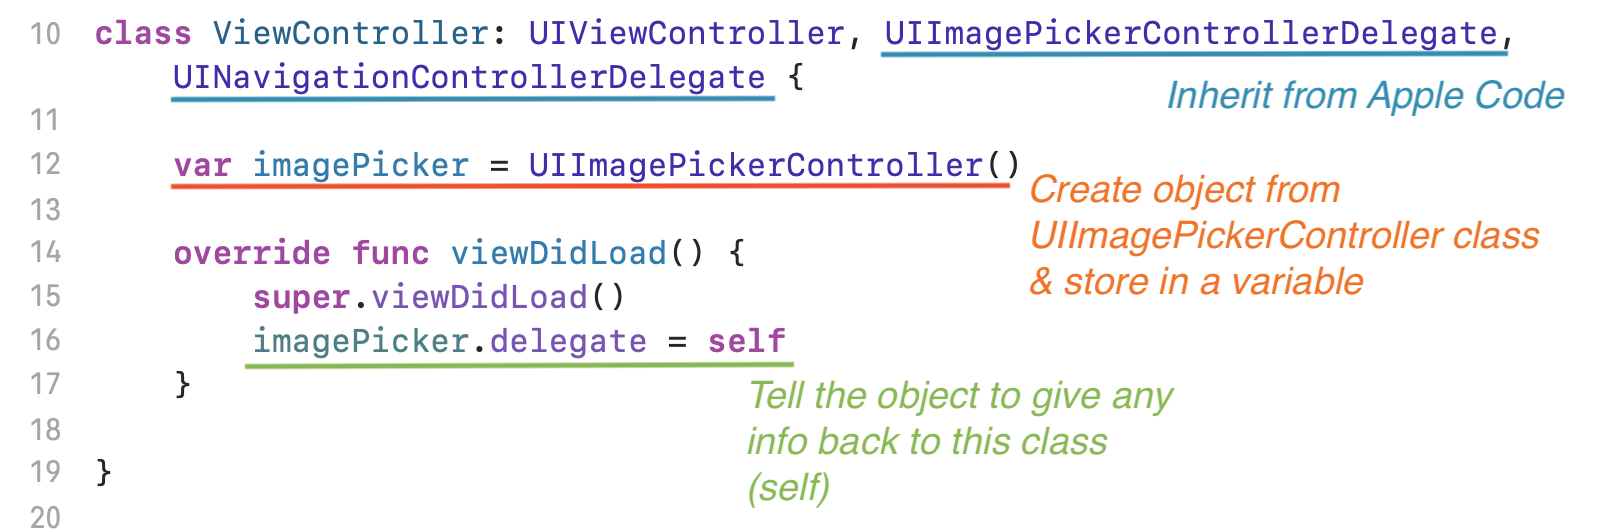 10 class ViewController: UIViewController, UIImagePickerControllerDelegate,
UINavigationControllerDelegate {
Inherit from Apple Code
11
12 var imagePicker = UIImagePickerController()
Create object from
UIImagePickerController class
& store in a variable
13
14 override func viewDidLoad() {
15 super.viewDidLoad()
16 imagePicker.delegate = self
17 }
Tell the object to give any
info back to this class
(self)
18
19 }
20